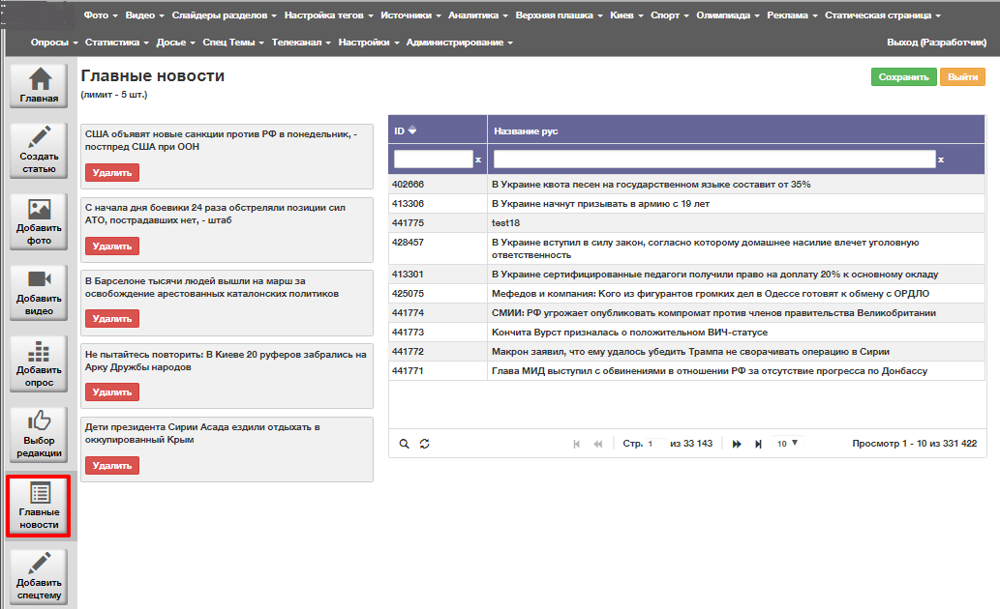 Фото Видео Слайдеры разделов Настройка тегов Источники Аналитика Верхняя плашка Киев Спорт Олимпиада Реклама Статическая страница
Опросы Статистика Досье Спец Темы Телеканал Настройки Администрирование Выход (Разработчик)
Главная
Создать
статью
Добавить
фото
Добавить
видео
Добавить
опрос
Выбор
редакции
Главные
новости
Добавить
спецтему
Главные новости
(лимит - 5 шт.)
Сохранить Выйти
США объявят новые санкции против РФ в понедельник, -
постпред США при ООН
Удалить
С начала дня боевики 24 раза обстреляли позиции сил
АТО, пострадавших нет, - штаб
Удалить
В Барселоне тысячи людей вышли на марш за
освобождение арестованных каталонских политиков
Удалить
Не пытайтесь повторить: В Киеве 20 руферов забрались на
Арку Дружбы народов
Удалить
Дети президента Сирии Асада ездили отдыхать в
оккупированный Крым
Удалить
ID Название рус
x x
402666 В Украине квота песен на государственном языке составит от 35%
413306 В Украине начнут призывать в армию с 19 лет
441775 test18
428457 В Украине вступил в силу закон, согласно которому домашнее насилие влечет уголовную
ответственность
413301 В Украине сертифицированные педагоги получили право на доплату 20% к основному окладу
425075 Мефедов и компания: Кого из фигурантов громких дел в Одессе готовят к обмену с ОРДЛО
441774 СМИИ: РФ угрожает опубликовать компромат против членов правительства Великобритании
441773 Кончита Вурст призналась о положительном ВИЧ-статусе
441772 Макрон заявил, что ему удалось убедить Трампа не сворачивать операцию в Сирии
441771 Глава МИД выступил с обвинениями в отношении РФ за отсутствие прогресса по Донбассу
Стр. 1 из 33 143 10 Просмотр 1 - 10 из 331 422